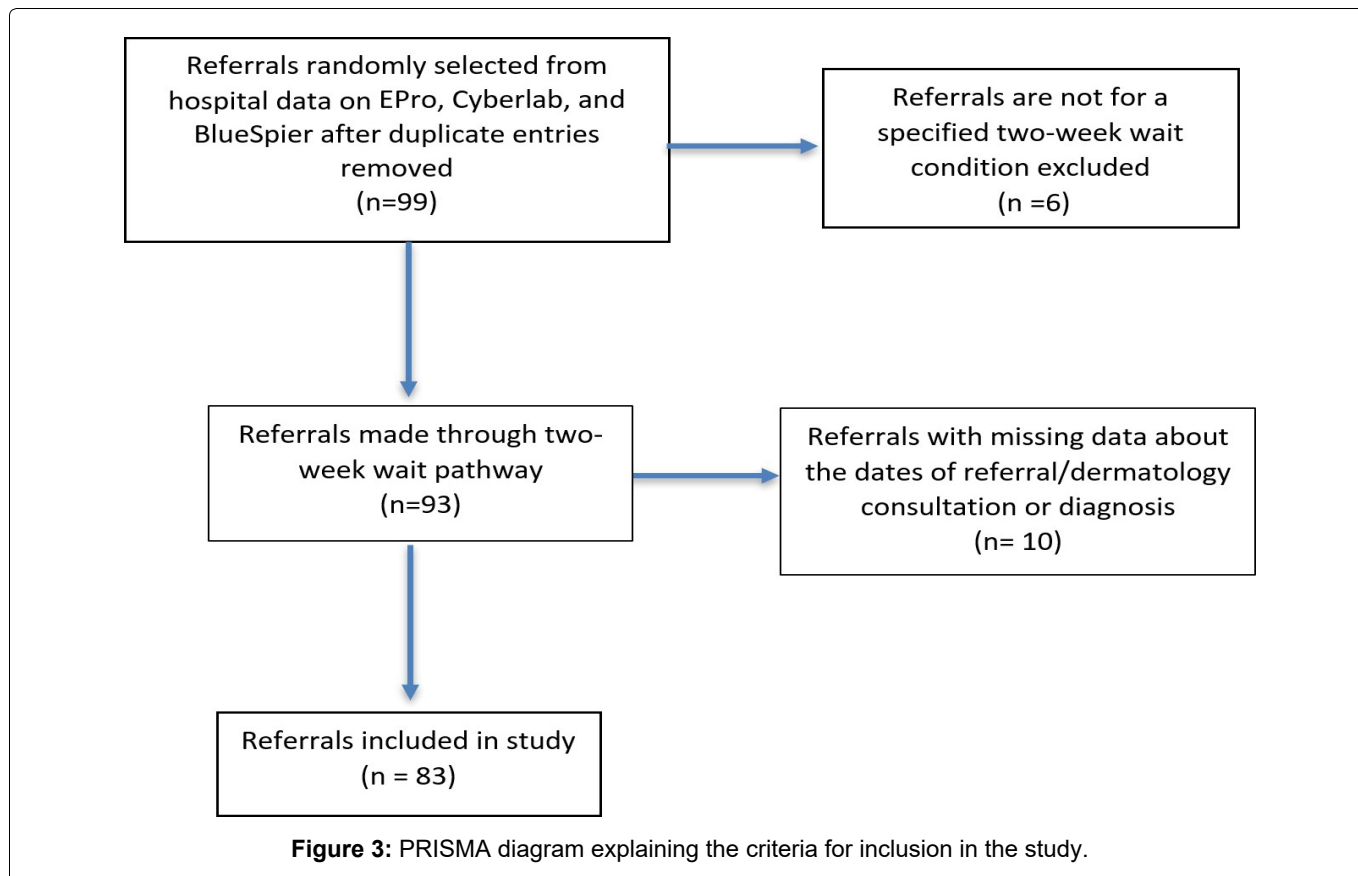 Referrals randomly selected from
hospital data on EPro, Cyberlab, and
BlueSpier after duplicate entries
removed
(n=99)
Referrals are not for a
specified two-week wait
condition excluded
(n =6)
Referrals made through two-
week wait pathway
(n=93)
Referrals with missing data about
the dates of referral/dermatology
consultation or diagnosis
(n= 10)
Referrals included in study
(n = 83)
Figure 3: PRISMA diagram explaining the criteria for inclusion in the study.